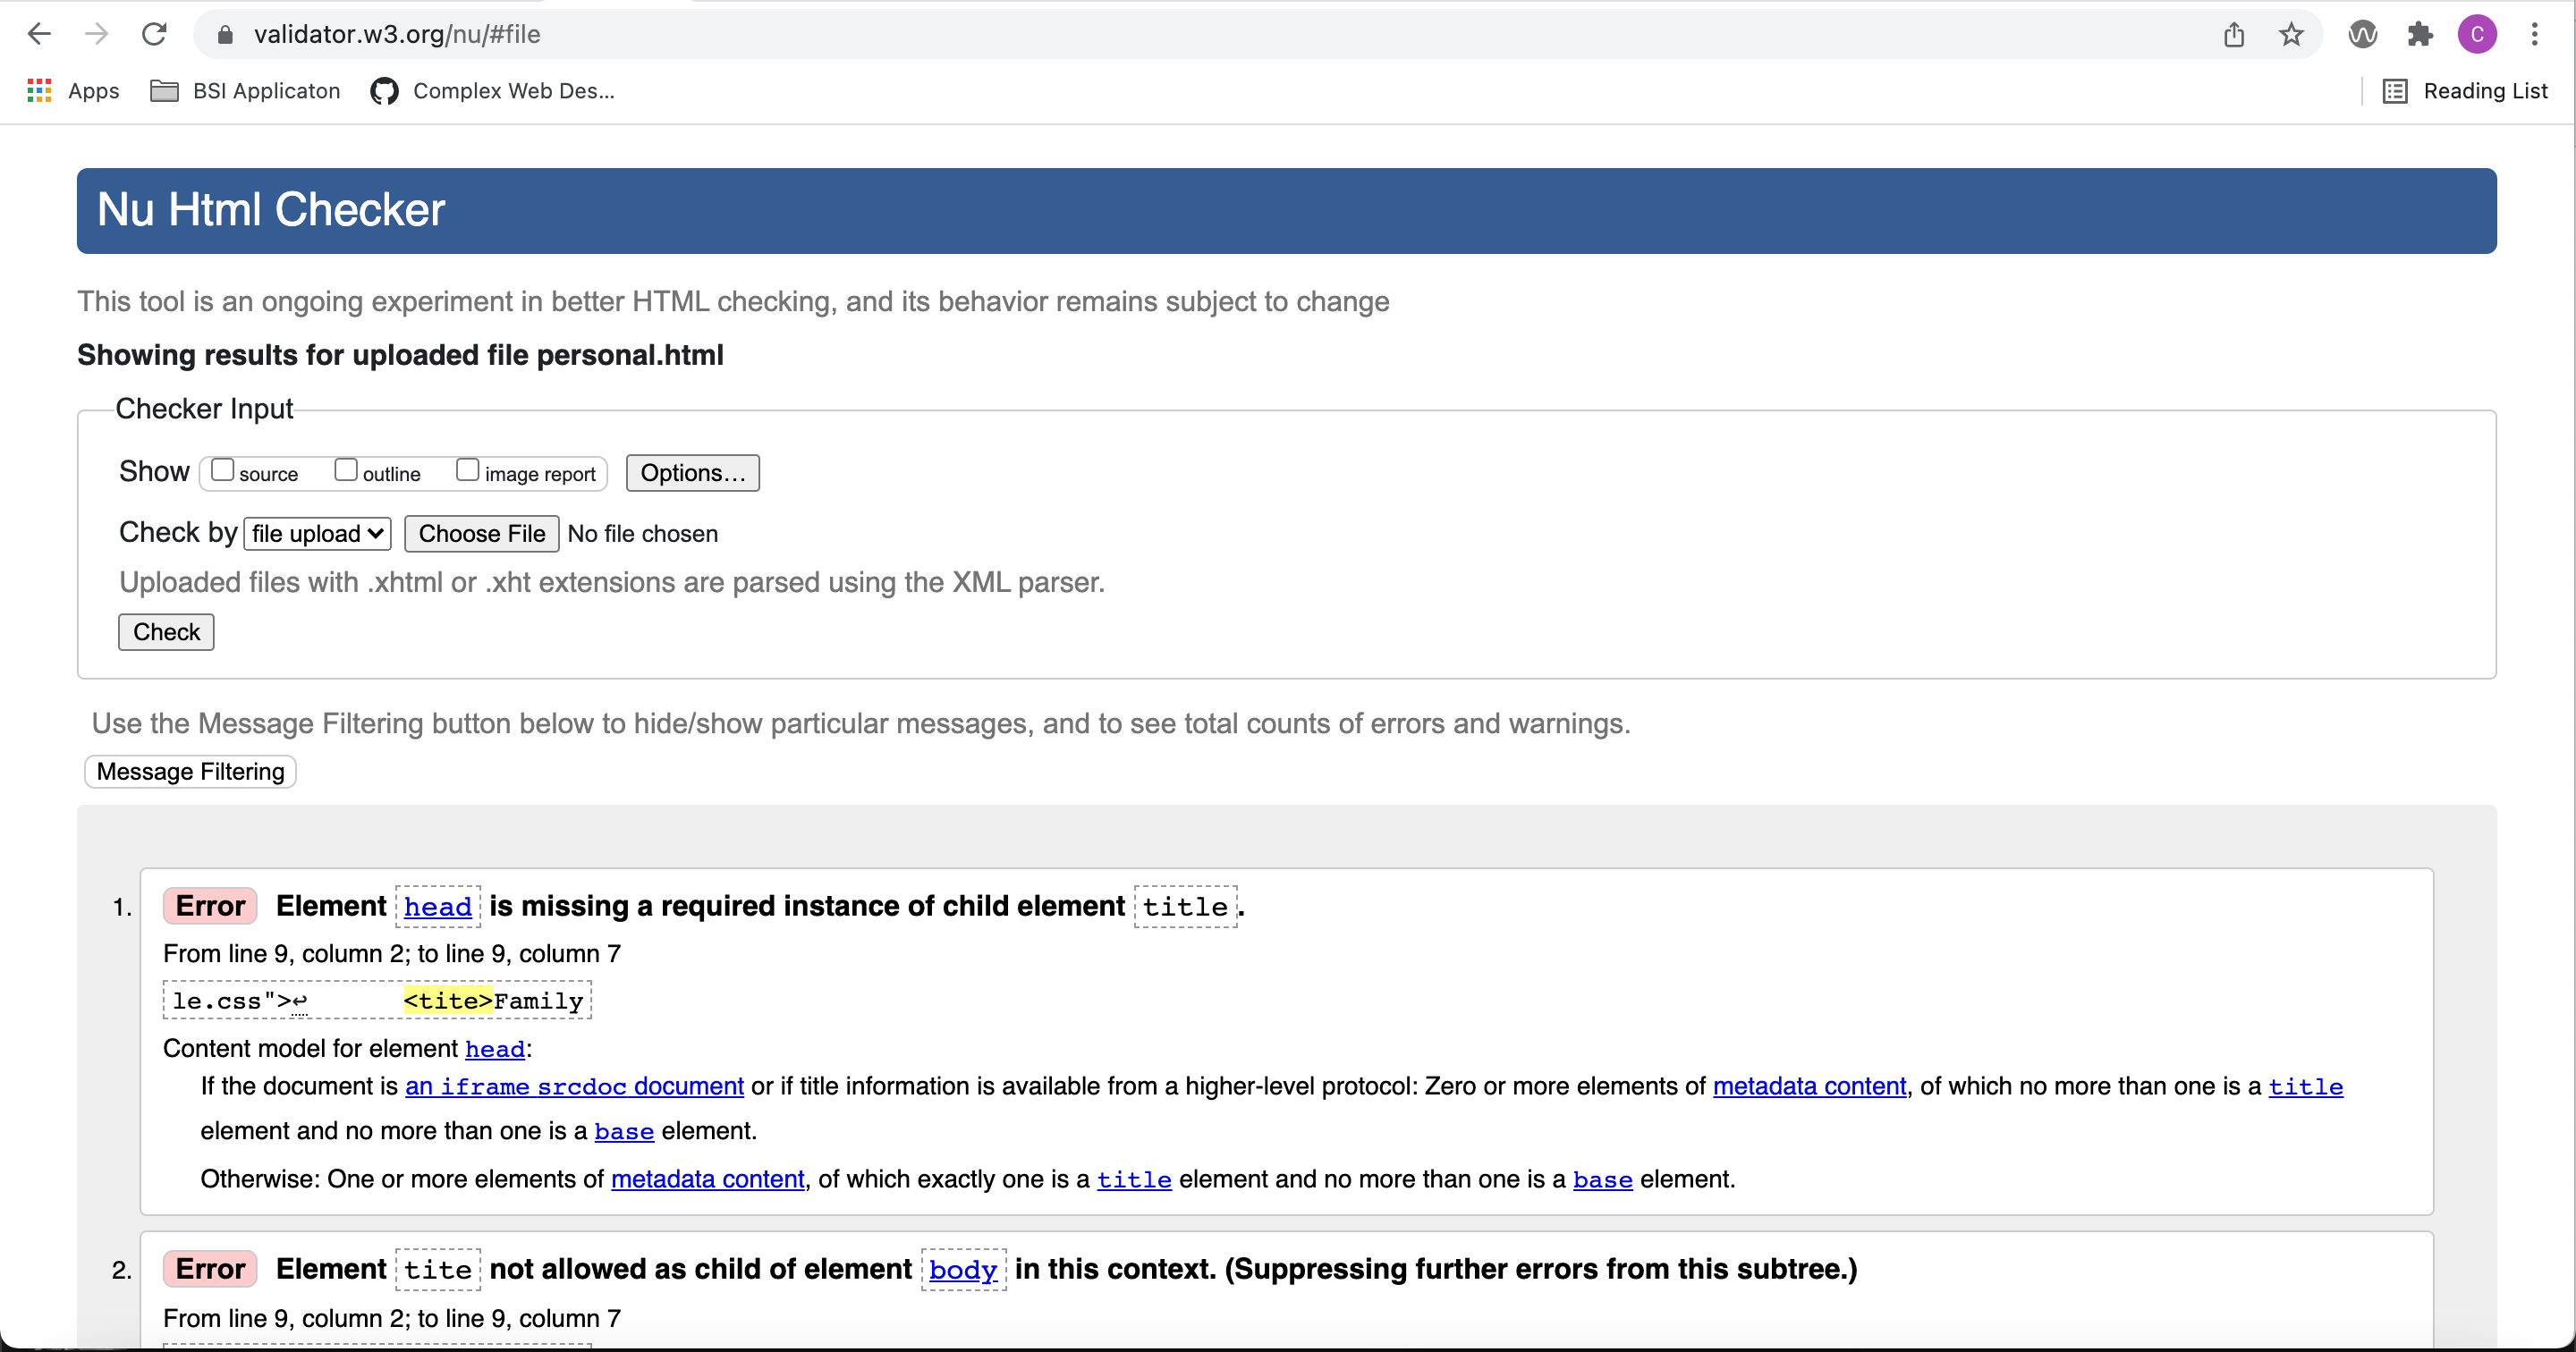 validator.w3.org/nu/#file
C
Apps
BSI Applicaton
Complex Web Des...
Reading List
Nu Html Checker
This tool is an ongoing experiment in better HTML checking, and its behavior remains subject to change
Showing results for uploaded file personal.html
Checker Input
Show source outline image report Options...
Check by file upload Choose File No file chosen
Uploaded files with .xhtml or .xht extensions are parsed using the XML parser.
Check
Use the Message Filtering button below to hide/show particular messages, and to see total counts of errors and warnings.
Message Filtering
1. Error Element head is missing a required instance of child element title.
From line 9, column 2; to line 9, column 7
le.css">↩ <tite>Family
Content model for element head:
If the document is an iframe srcdoc document or if title information is available from a higher-level protocol: Zero or more elements of metadata content, of which no more than one is a title
element and no more than one is a base element.
Otherwise: One or more elements of metadata content, of which exactly one is a title element and no more than one is a base element.
2. Error Element tite not allowed as child of element body in this context. (Suppressing further errors from this subtree.)
From line 9, column 2; to line 9, column 7